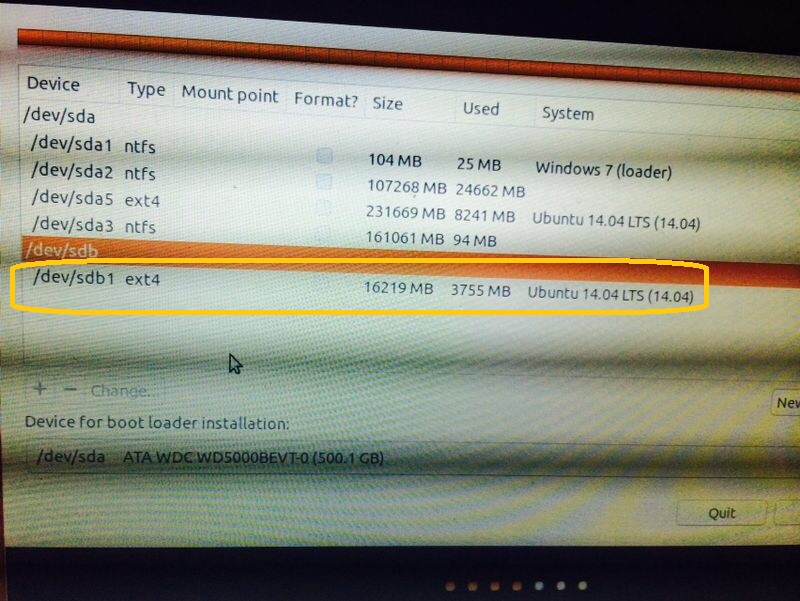 Device Type Mount point Format? Size Used System
/dev/sda
/dev/sda1 ntfs 104 MB 25 MB Windows 7 (loader)
/dev/sda2 ntfs 107268 MB 24662 MB
/dev/sda5 ext4 231669 MB 8241 MB Ubuntu 14.04 LTS (14.04)
/dev/sda3 ntfs 161061 MB 94 MB
/dev/sdb
/dev/sdb1 ext4 16219 MB 3755 MB Ubuntu 14.04 LTS (14.04)
+ − Change...
New
Device for boot loader installation:
/dev/sda ATA WDC WD5000BEVT-0 (500.1 GB)
Quit